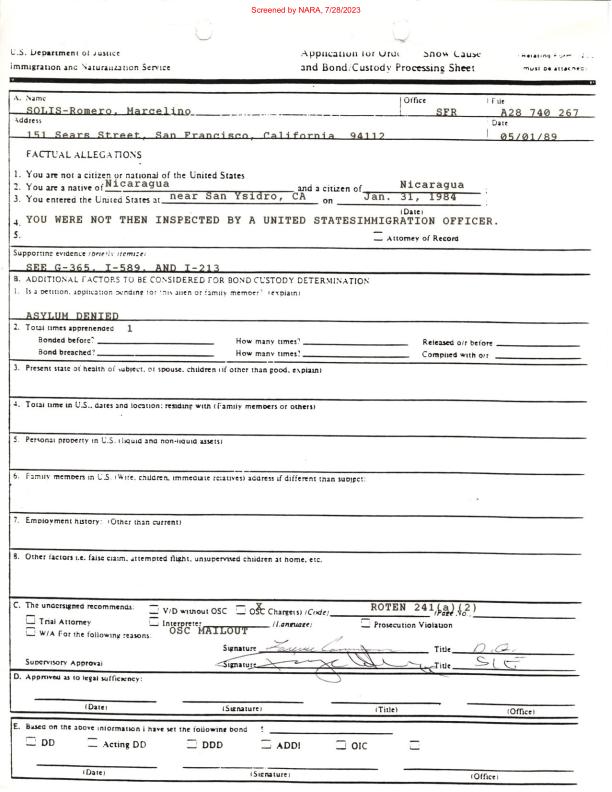 Screened by NARA, 7/28/2023
U.S. Department of Justice
Immigration and Naturalization Service
Application for Orde Show Cause
and Bond/Custody Processing Sheet
must be attached)
A. Name
SOLIS-Romero, Marcelino
Office
SFR
File
A28 740 267
Address
151 Sears Street, San Francisco, California 94112
Date
05/01/89
FACTUAL ALLEGATIONS
1. You are not a citizen or national of the United States
2. You are a native of Nicaragua and a citizen of Nicaragua
3. You entered the United States at near San Ysidro, CA on Jan. 31, 1984
(Date)
4. YOU WERE NOT THEN INSPECTED BY A UNITED STATESIMMIGRATION OFFICER.
5.
Attorney of Record
Supporting evidence (briefly itemize)
SEE G-365, I-589, AND I-213
B. ADDITIONAL FACTORS TO BE CONSIDERED FOR BOND CUSTODY DETERMINATION
1. Is a petition, application pending for this alien or family member? (explain)
ASYLUM DENIED
2. Total times apprehended 1
Bonded before? How many times? Released o/r before
Bond breached? How many times? Complied with o/r
3. Present state of health of subject, or spouse, children (if other than good, explain)
4. Total time in U.S., dates and location: residing with (Family members or others)
5. Personal property in U.S. (liquid and non-liquid assets)
6. Family members in U.S. (Wife, children, immediate relatives) address if different than subject:
7. Employment history: (Other than current)
8. Other factors i.e. false claim, attempted flight, unsupervised children at home, etc.
C. The undersigned recommends: V/D without OSC X OSC Charge(s) (Code) ROTEN 241(a)(2)
(Page No.)
Trial Attorney Interpreter (Language) Prosecution Violation
W/A For the following reasons: OSC MAILOUT
Signature Title
Supervisory Approval Signature Title
D. Approved as to legal sufficiency:
(Date) (Signature) (Title) (Office)
E. Based on the above information I have set the following bond
DD Acting DD DDD ADDI OIC
(Date) (Signature) (Office)